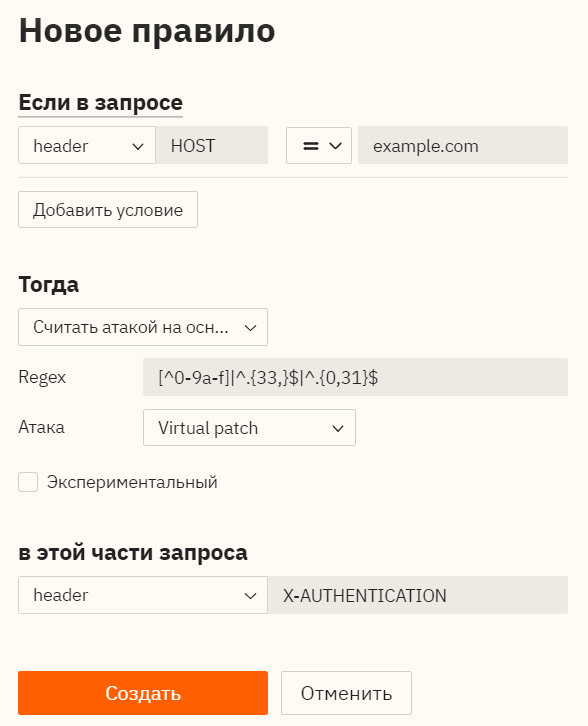 Новое правило
Если в запросе
header HOST = example.com
Добавить условие
Тогда
Считать атакой на осн...
Regex [^0-9a-f]|^.{33,}$|^.{0,31}$
Атака Virtual patch
Экспериментальный
в этой части запроса
header X-AUTHENTICATION
Создать Отменить